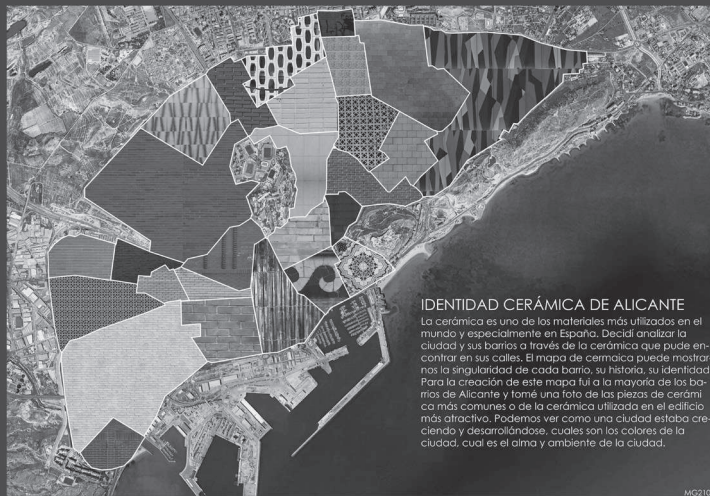 IDENTIDAD CERÁMICA DE ALICANTE
La cerámica es uno de los materiales más utilizados en el
mundo y especialmente en España. Decidí analizar la
ciudad y sus barrios a través de la cerámica que pude en-
contrar en sus calles. El mapa de cermaica puede mostrar-
nos la singularidad de cada barrio, su historia, su identidad.
Para la creación de este mapa fui a la mayoría de los ba-
rrios de Alicante y tomé una foto de las piezas de cerámi
ca más comunes o de la cerámica utilizada en el edificio
más atractivo. Podemos ver como una ciudad estaba cre-
ciendo y desarrollándose, cuales son los colores de la
ciudad, cual es el alma y ambiente de la ciudad.
MG210